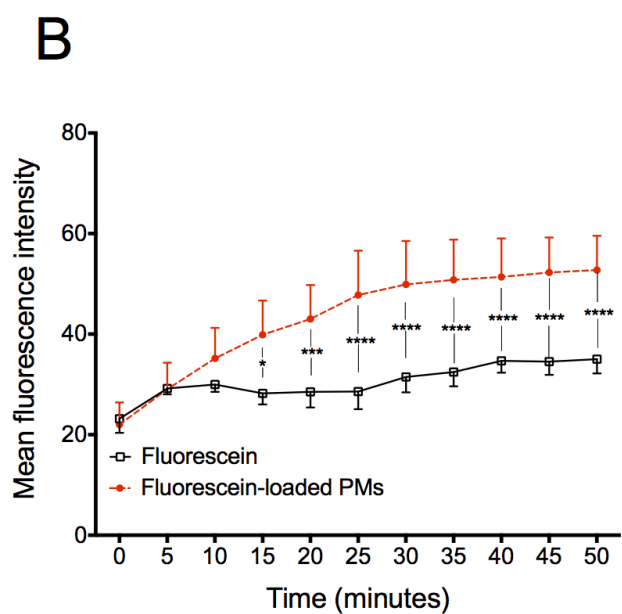 B
Mean fluorescence intensity
80
60
40
20
0
* *** **** **** **** **** **** ****
Fluorescein
Fluorescein-loaded PMs
0 5 10 15 20 25 30 35 40 45 50
Time (minutes)